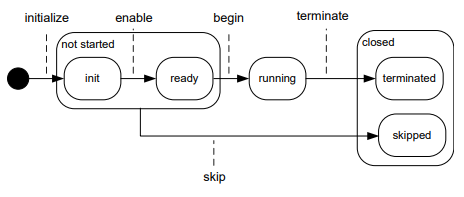 initialize
enable
begin
terminate
not started
closed
init
ready
running
terminated
skipped
skip